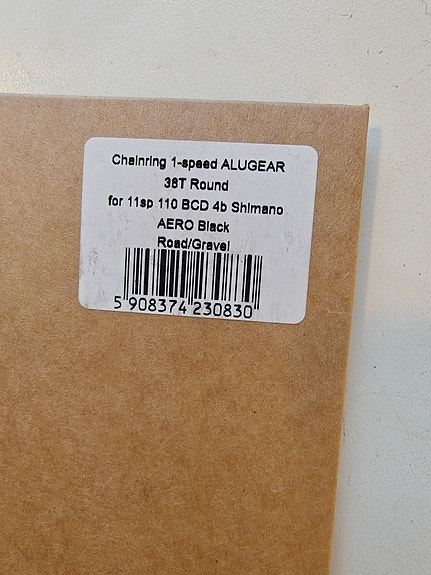 Chainring 1-speed ALUGEAR
38T Round
for 11sp 110 BCD 4b Shimano
AERO Black
Road/Gravel
5 908374 230830